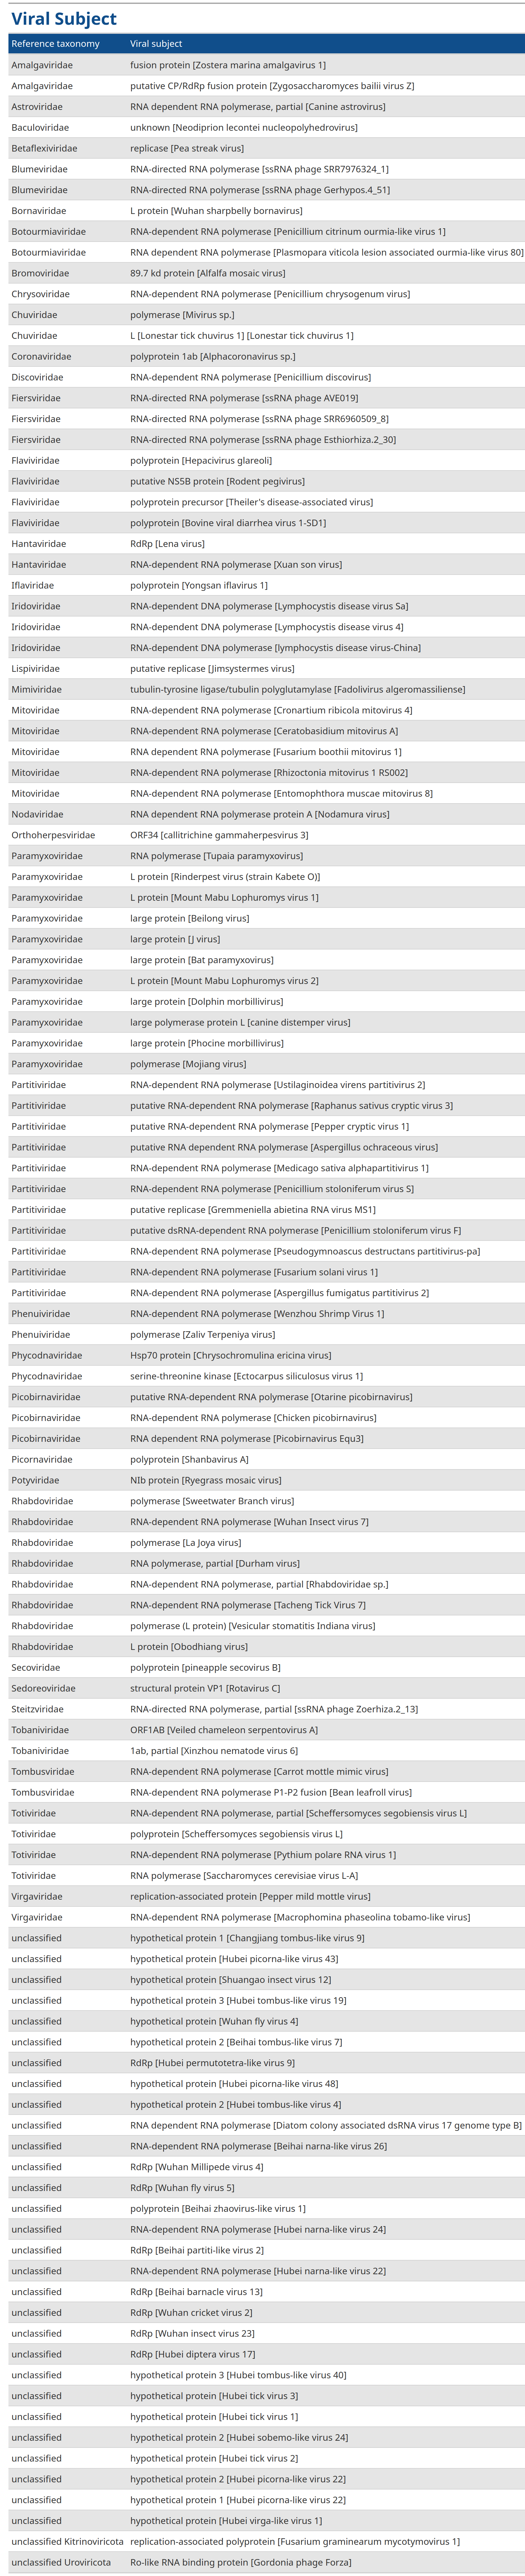 Viral Subject
Reference taxonomy Viral subject
Amalgaviridae fusion protein [Zostera marina amalgavirus 1]
Amalgaviridae putative CP/RdRp fusion protein [Zygosaccharomyces bailii virus Z]
Astroviridae RNA dependent RNA polymerase, partial [Canine astrovirus]
Baculoviridae unknown [Neodiprion lecontei nucleopolyhedrovirus]
Betaflexiviridae replicase [Pea streak virus]
Blumeviridae RNA-directed RNA polymerase [ssRNA phage SRR7976324_1]
Blumeviridae RNA-directed RNA polymerase [ssRNA phage Gerhypos.4_51]
Bornaviridae L protein [Wuhan sharpbelly bornavirus]
Botourmiaviridae RNA-dependent RNA polymerase [Penicillium citrinum ourmia-like virus 1]
Botourmiaviridae RNA dependent RNA polymerase [Plasmopara viticola lesion associated ourmia-like virus 80]
Bromoviridae 89.7 kd protein [Alfalfa mosaic virus]
Chrysoviridae RNA-dependent RNA polymerase [Penicillium chrysogenum virus]
Chuviridae polymerase [Mivirus sp.]
Chuviridae L [Lonestar tick chuvirus 1] [Lonestar tick chuvirus 1]
Coronaviridae polyprotein 1ab [Alphacoronavirus sp.]
Discoviridae RNA-dependent RNA polymerase [Penicillium discovirus]
Fiersviridae RNA-directed RNA polymerase [ssRNA phage AVE019]
Fiersviridae RNA-directed RNA polymerase [ssRNA phage SRR6960509_8]
Fiersviridae RNA-directed RNA polymerase [ssRNA phage Esthiorhiza.2_30]
Flaviviridae polyprotein [Hepacivirus glareoli]
Flaviviridae putative NS5B protein [Rodent pegivirus]
Flaviviridae polyprotein precursor [Theiler's disease-associated virus]
Flaviviridae polyprotein [Bovine viral diarrhea virus 1-SD1]
Hantaviridae RdRp [Lena virus]
Hantaviridae RNA-dependent RNA polymerase [Xuan son virus]
Iflaviridae polyprotein [Yongsan iflavirus 1]
Iridoviridae RNA-dependent DNA polymerase [Lymphocystis disease virus Sa]
Iridoviridae RNA-dependent DNA polymerase [Lymphocystis disease virus 4]
Iridoviridae RNA-dependent DNA polymerase [lymphocystis disease virus-China]
Lispiviridae putative replicase [Jimsystermes virus]
Mimiviridae tubulin-tyrosine ligase/tubulin polyglutamylase [Fadolivirus algeromassiliense]
Mitoviridae RNA-dependent RNA polymerase [Cronartium ribicola mitovirus 4]
Mitoviridae RNA-dependent RNA polymerase [Ceratobasidium mitovirus A]
Mitoviridae RNA dependent RNA polymerase [Fusarium boothii mitovirus 1]
Mitoviridae RNA-dependent RNA polymerase [Rhizoctonia mitovirus 1 RS002]
Mitoviridae RNA-dependent RNA polymerase [Entomophthora muscae mitovirus 8]
Nodaviridae RNA dependent RNA polymerase protein A [Nodamura virus]
Orthoherpesviridae ORF34 [callitrichine gammaherpesvirus 3]
Paramyxoviridae RNA polymerase [Tupaia paramyxovirus]
Paramyxoviridae L protein [Rinderpest virus (strain Kabete O)]
Paramyxoviridae L protein [Mount Mabu Lophuromys virus 1]
Paramyxoviridae large protein [Beilong virus]
Paramyxoviridae large protein [J virus]
Paramyxoviridae large protein [Bat paramyxovirus]
Paramyxoviridae L protein [Mount Mabu Lophuromys virus 2]
Paramyxoviridae large protein [Dolphin morbillivirus]
Paramyxoviridae large polymerase protein L [canine distemper virus]
Paramyxoviridae large protein [Phocine morbillivirus]
Paramyxoviridae polymerase [Mojiang virus]
Partitiviridae RNA-dependent RNA polymerase [Ustilaginoidea virens partitivirus 2]
Partitiviridae putative RNA-dependent RNA polymerase [Raphanus sativus cryptic virus 3]
Partitiviridae putative RNA-dependent RNA polymerase [Pepper cryptic virus 1]
Partitiviridae putative RNA dependent RNA polymerase [Aspergillus ochraceous virus]
Partitiviridae RNA-dependent RNA polymerase [Medicago sativa alphapartitivirus 1]
Partitiviridae RNA-dependent RNA polymerase [Penicillium stoloniferum virus S]
Partitiviridae putative replicase [Gremmeniella abietina RNA virus MS1]
Partitiviridae putative dsRNA-dependent RNA polymerase [Penicillium stoloniferum virus F]
Partitiviridae RNA-dependent RNA polymerase [Pseudogymnoascus destructans partitivirus-pa]
Partitiviridae RNA-dependent RNA polymerase [Fusarium solani virus 1]
Partitiviridae RNA-dependent RNA polymerase [Aspergillus fumigatus partitivirus 2]
Phenuiviridae RNA-dependent RNA polymerase [Wenzhou Shrimp Virus 1]
Phenuiviridae polymerase [Zaliv Terpeniya virus]
Phycodnaviridae Hsp70 protein [Chrysochromulina ericina virus]
Phycodnaviridae serine-threonine kinase [Ectocarpus siliculosus virus 1]
Picobirnaviridae putative RNA-dependent RNA polymerase [Otarine picobirnavirus]
Picobirnaviridae RNA-dependent RNA polymerase [Chicken picobirnavirus]
Picobirnaviridae RNA dependent RNA polymerase [Picobirnavirus Equ3]
Picornaviridae polyprotein [Shanbavirus A]
Potyviridae NIb protein [Ryegrass mosaic virus]
Rhabdoviridae polymerase [Sweetwater Branch virus]
Rhabdoviridae RNA-dependent RNA polymerase [Wuhan Insect virus 7]
Rhabdoviridae polymerase [La Joya virus]
Rhabdoviridae RNA polymerase, partial [Durham virus]
Rhabdoviridae RNA-dependent RNA polymerase, partial [Rhabdoviridae sp.]
Rhabdoviridae RNA-dependent RNA polymerase [Tacheng Tick Virus 7]
Rhabdoviridae polymerase (L protein) [Vesicular stomatitis Indiana virus]
Rhabdoviridae L protein [Obodhiang virus]
Secoviridae polyprotein [pineapple secovirus B]
Sedoreoviridae structural protein VP1 [Rotavirus C]
Steitzviridae RNA-directed RNA polymerase, partial [ssRNA phage Zoerhiza.2_13]
Tobaniviridae ORF1AB [Veiled chameleon serpentovirus A]
Tobaniviridae 1ab, partial [Xinzhou nematode virus 6]
Tombusviridae RNA-dependent RNA polymerase [Carrot mottle mimic virus]
Tombusviridae RNA-dependent RNA polymerase P1-P2 fusion [Bean leafroll virus]
Totiviridae RNA-dependent RNA polymerase, partial [Scheffersomyces segobiensis virus L]
Totiviridae polyprotein [Scheffersomyces segobiensis virus L]
Totiviridae RNA-dependent RNA polymerase [Pythium polare RNA virus 1]
Totiviridae RNA polymerase [Saccharomyces cerevisiae virus L-A]
Virgaviridae replication-associated protein [Pepper mild mottle virus]
Virgaviridae RNA-dependent RNA polymerase [Macrophomina phaseolina tobamo-like virus]
unclassified hypothetical protein 1 [Changjiang tombus-like virus 9]
unclassified hypothetical protein [Hubei picorna-like virus 43]
unclassified hypothetical protein [Shuangao insect virus 12]
unclassified hypothetical protein 3 [Hubei tombus-like virus 19]
unclassified hypothetical protein [Wuhan fly virus 4]
unclassified hypothetical protein 2 [Beihai tombus-like virus 7]
unclassified RdRp [Hubei permutotetra-like virus 9]
unclassified hypothetical protein [Hubei picorna-like virus 48]
unclassified hypothetical protein 2 [Hubei tombus-like virus 4]
unclassified RNA dependent RNA polymerase [Diatom colony associated dsRNA virus 17 genome type B]
unclassified RNA-dependent RNA polymerase [Beihai narna-like virus 26]
unclassified RdRp [Wuhan Millipede virus 4]
unclassified RdRp [Wuhan fly virus 5]
unclassified polyprotein [Beihai zhaovirus-like virus 1]
unclassified RNA-dependent RNA polymerase [Hubei narna-like virus 24]
unclassified RdRp [Beihai partiti-like virus 2]
unclassified RNA-dependent RNA polymerase [Hubei narna-like virus 22]
unclassified RdRp [Beihai barnacle virus 13]
unclassified RdRp [Wuhan cricket virus 2]
unclassified RdRp [Wuhan insect virus 23]
unclassified RdRp [Hubei diptera virus 17]
unclassified hypothetical protein 3 [Hubei tombus-like virus 40]
unclassified hypothetical protein [Hubei tick virus 3]
unclassified hypothetical protein [Hubei tick virus 1]
unclassified hypothetical protein 2 [Hubei sobemo-like virus 24]
unclassified hypothetical protein [Hubei tick virus 2]
unclassified hypothetical protein 2 [Hubei picorna-like virus 22]
unclassified hypothetical protein 1 [Hubei picorna-like virus 22]
unclassified hypothetical protein [Hubei virga-like virus 1]
unclassified Kitrinoviricota replication-associated polyprotein [Fusarium graminearum mycotymovirus 1]
unclassified Uroviricota Ro-like RNA binding protein [Gordonia phage Forza]